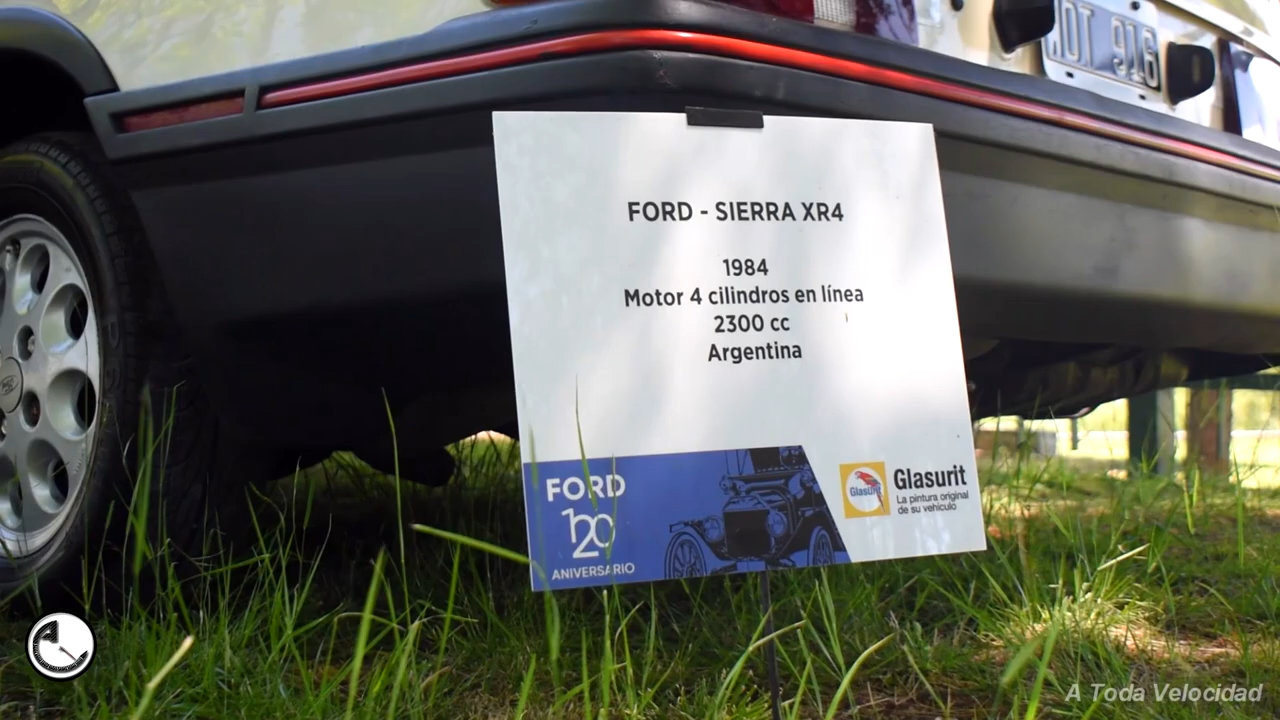 FORD - SIERRA XR4
1984
Motor 4 cilindros en línea
2300 cc
Argentina
FORD
120
ANIVERSARIO
Glasurit
Glasurit
La pintura original
de su vehículo
A Toda Velocidad